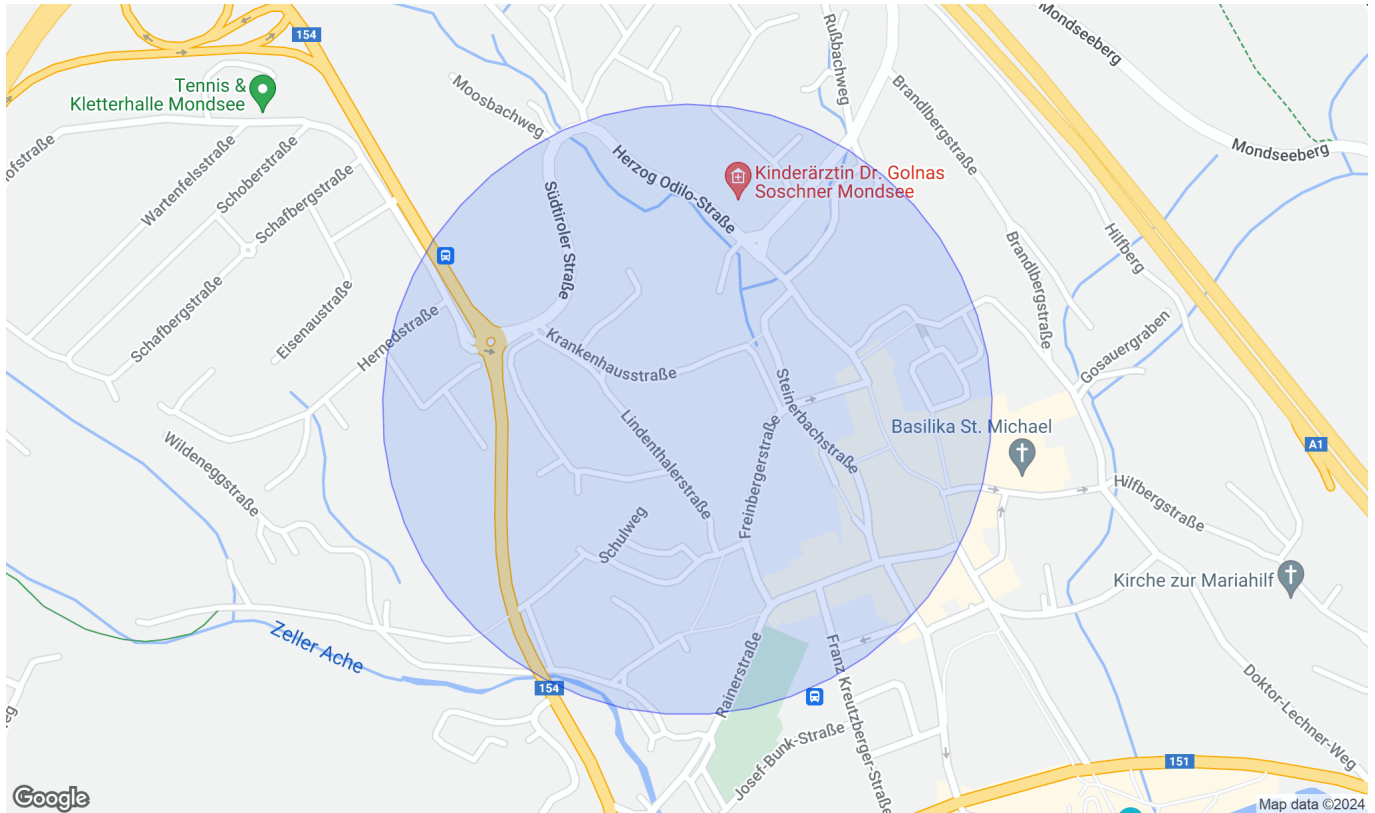 154
Tennis &
Kletterhalle Mondsee
Moosbachweg
Rußbachweg
Brandlbergstraße
Mondseeberg
Mondseeberg
hofstraße
Wartenfelsstraße
Schoberstraße
Schafbergstraße
Herzog Odilo-Straße
Kinderärztin Dr. Golnas
Soschner Mondsee
Südtiroler Straße
Hilfberg
Brandlbergstraße
Schafbergstraße
Eisenaustraße
Hernedstraße
Krankenhausstraße
Gosauergraben
Steinerbachstraße
Lindenthalerstraße
Freinbergerstraße
Basilika St. Michael
A1
Wildeneggstraße
Schulweg
Hilfbergstraße
Kirche zur Mariahilf
Zeller Ache
154
Rainerstraße
Franz Kreutzberger-Straße
Josef-Bunk-Straße
Doktor-Lechner-Weg
eg
151
Google
Map data ©2024